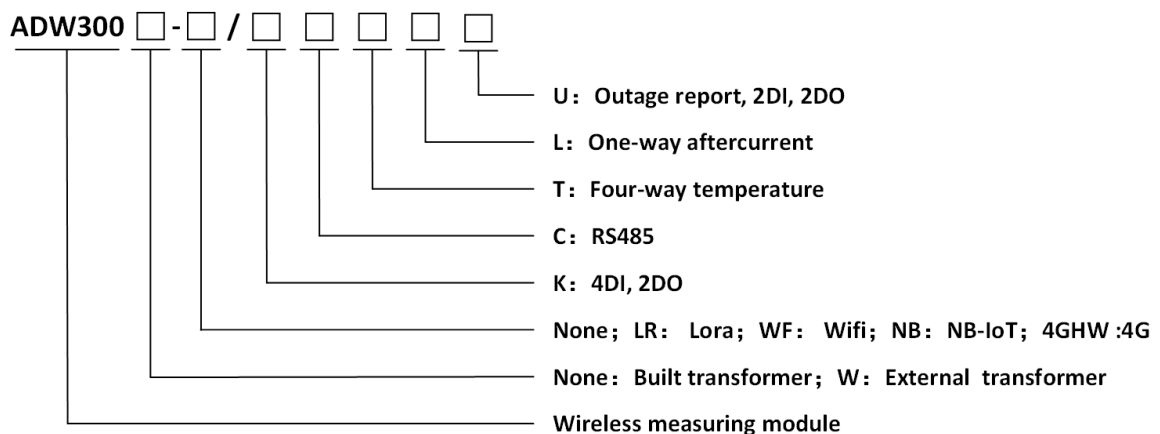 ADW300 □-□/□ □ □ □ □
U：Outage report, 2DI, 2DO
L：One-way aftercurrent
T：Four-way temperature
C：RS485
K：4DI, 2DO
None；LR： Lora；WF： Wifi；NB：NB-IoT；4GHW :4G
None：Built transformer；W：External transformer
Wireless measuring module